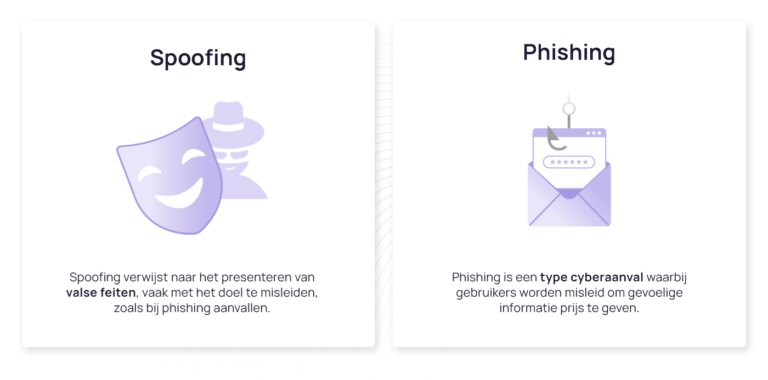 Spoofing
Spoofing verwijst naar het presenteren van
valse feiten, vaak met het doel te misleiden,
zoals bij phishing aanvallen.
Phishing
******
Phishing is een type cyberaanval waarbij
gebruikers worden misleid om gevoelige
informatie prijs te geven.